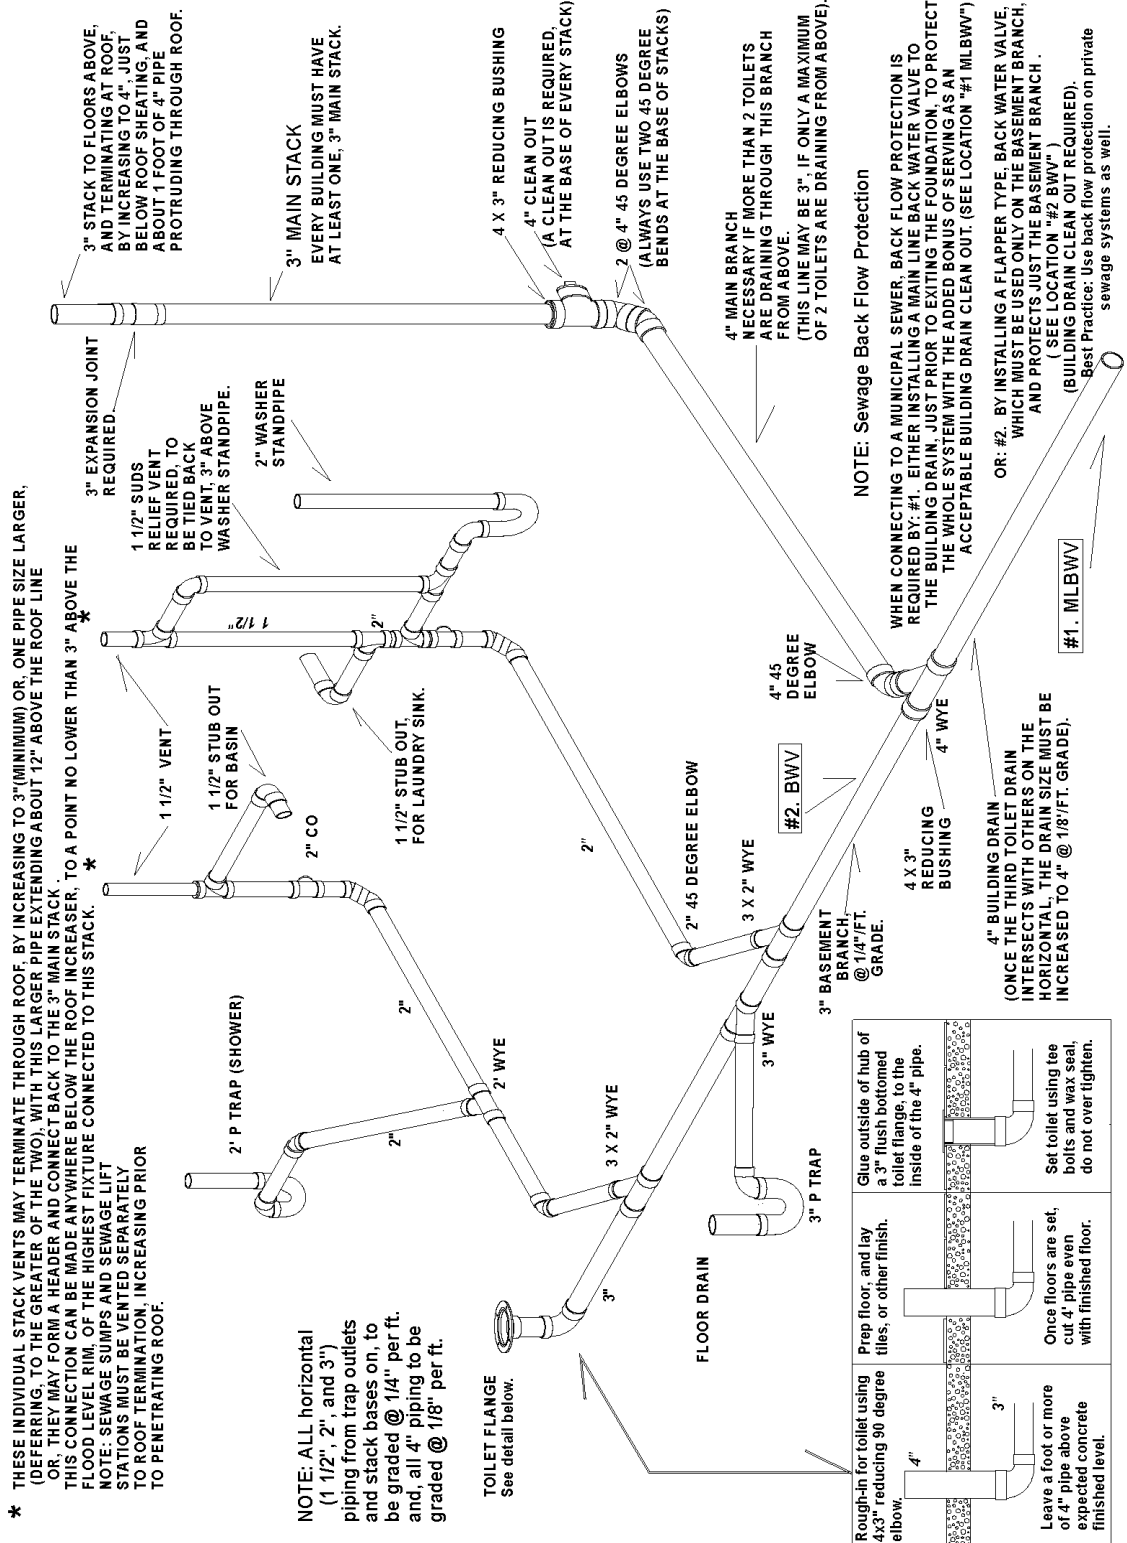 * THESE INDIVIDUAL STACK VENTS MAY TERMINATE THROUGH ROOF, BY INCREASING TO 3"(MINIMUM) OR, ONE PIPE SIZE LARGER,
(DEFERRING, TO THE GREATER OF THE TWO), WITH THIS LARGER PIPE EXTENDING ABOUT 12" ABOVE THE ROOF LINE
OR, THEY MAY FORM A HEADER AND CONNECT BACK TO THE 3" MAIN STACK .
THIS CONNECTION CAN BE MADE ANYWHERE BELOW THE ROOF INCREASER, TO A POINT NO LOWER THAN 3" ABOVE THE
FLOOD LEVEL RIM, OF THE HIGHEST FIXTURE CONNECTED TO THIS STACK.
NOTE: SEWAGE SUMPS AND SEWAGE LIFT
STATIONS MUST BE VENTED SEPARATELY
TO ROOF TERMINATION, INCREASING PRIOR
TO PENETRATING ROOF.
*
*
3" STACK TO FLOORS ABOVE,
AND TERMINATING AT ROOF,
BY INCREASING TO 4", JUST
BELOW ROOF SHEATING, AND
ABOUT 1 FOOT OF 4" PIPE
PROTRUDING THROUGH ROOF.
3" EXPANSION JOINT
REQUIRED.
3" MAIN STACK
EVERY BUILDING MUST HAVE
AT LEAST ONE, 3" MAIN STACK.
1 1/2" SUDS
RELIEF VENT
REQUIRED, TO
BE TIED BACK
TO VENT, 3" ABOVE
WASHER STANDPIPE.
2" WASHER
STANDPIPE
1 1/2" VENT
1 1/2" STUB OUT
FOR BASIN
2" CO
1 1/2"
2"
1 1/2" STUB OUT,
FOR LAUNDRY SINK.
2' P TRAP (SHOWER)
2"
2"
2"
2' WYE
4 X 3" REDUCING BUSHING
4" CLEAN OUT
(A CLEAN OUT IS REQUIRED,
AT THE BASE OF EVERY STACK)
2 @ 4" 45 DEGREE ELBOWS
(ALWAYS USE TWO 45 DEGREE
BENDS AT THE BASE OF STACKS)
4" MAIN BRANCH
NECESSARY IF MORE THAN 2 TOILETS
ARE DRAINING THROUGH THIS BRANCH
FROM ABOVE.
(THIS LINE MAY BE 3", IF ONLY A MAXIMUM
OF 2 TOILETS ARE DRAINING FROM ABOVE).
NOTE: Sewage Back Flow Protection
WHEN CONNECTING TO A MUNICIPAL SEWER, BACK FLOW PROTECTION IS
REQUIRED BY: #1. EITHER INSTALLING A MAIN LINE BACK WATER VALVE TO
THE BUILDING DRAIN, JUST PRIOR TO EXITING THE FOUNDATION, TO PROTECT
THE WHOLE SYSTEM WITH THE ADDED BONUS OF SERVING AS AN
ACCEPTABLE BUILDING DRAIN CLEAN OUT. (SEE LOCATION "#1 MLBWV")
OR: #2. BY INSTALLING A FLAPPER TYPE, BACK WATER VALVE,
WHICH MUST BE USED ONLY ON THE BASEMENT BRANCH,
AND PROTECTS JUST THE BASEMENT BRANCH .
( SEE LOCATION "#2 BWV" )
(BUILDING DRAIN CLEAN OUT REQUIRED).
Best Practice: Use back flow protection on private
sewage systems as well.
#1. MLBWV
4" 45
DEGREE
ELBOW
#2. BWV
4" WYE
2" 45 DEGREE ELBOW
3 X 2" WYE
3" BASEMENT
BRANCH,
@ 1/4"/FT.
GRADE.
4 X 3"
REDUCING
BUSHING
4" BUILDING DRAIN
(ONCE THE THIRD TOILET DRAIN
INTERSECTS WITH OTHERS ON THE
HORIZONTAL, THE DRAIN SIZE MUST BE
INCREASED TO 4" @ 1/8'/FT. GRADE).
3" WYE
3 X 2" WYE
3"
3" P TRAP
FLOOR DRAIN
NOTE: ALL horizontal
(1 1/2", 2", and 3")
piping from trap outlets
and stack bases on, to
be graded @ 1/4" per ft.
and, all 4" piping to be
graded @ 1/8" per ft.
TOILET FLANGE
See detail below.
Rough-in for toilet using
4x3" reducing 90 degree
elbow.
4"
3"
Leave a foot or more
of 4" pipe above
expected concrete
finished level.
Prep floor, and lay
tiles, or other finish.
Once floors are set,
cut 4' pipe even
with finished floor.
Glue outside of hub of
a 3" flush bottomed
toilet flange, to the
inside of the 4" pipe.
Set toilet using tee
bolts and wax seal,
do not over tighten.